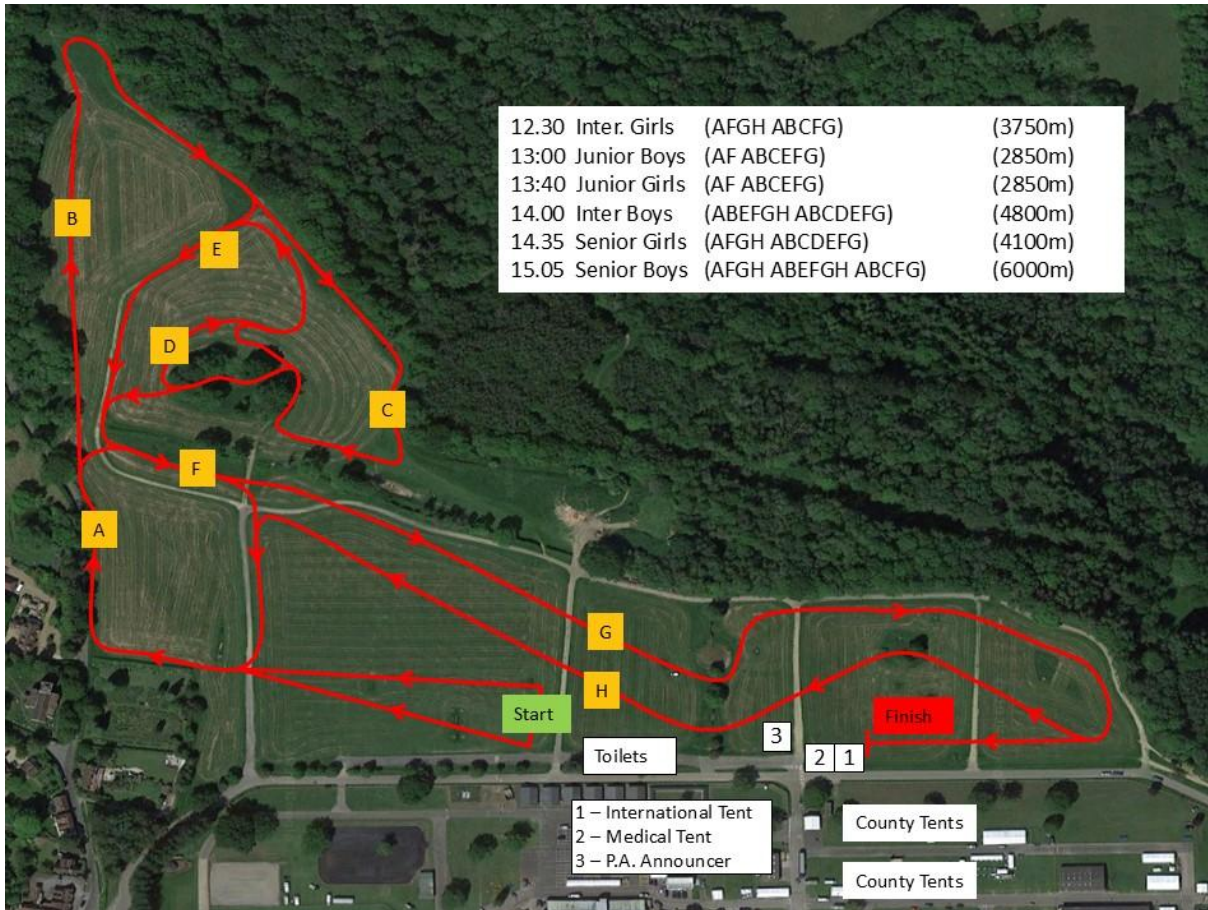 12.30 Inter. Girls (AFGH ABCFG) (3750m)
13:00 Junior Boys (AF ABCEFG) (2850m)
13:40 Junior Girls (AF ABCEFG) (2850m)
14.00 Inter Boys (ABEFGH ABCDEFG) (4800m)
14.35 Senior Girls (AFGH ABCDEFG) (4100m)
15.05 Senior Boys (AFGH ABEFGH ABCFG) (6000m)
B
E
D
C
F
A
G
H
Start
Finish
3
2 1
Toilets
1 – International Tent
2 – Medical Tent
3 – P.A. Announcer
County Tents
County Tents